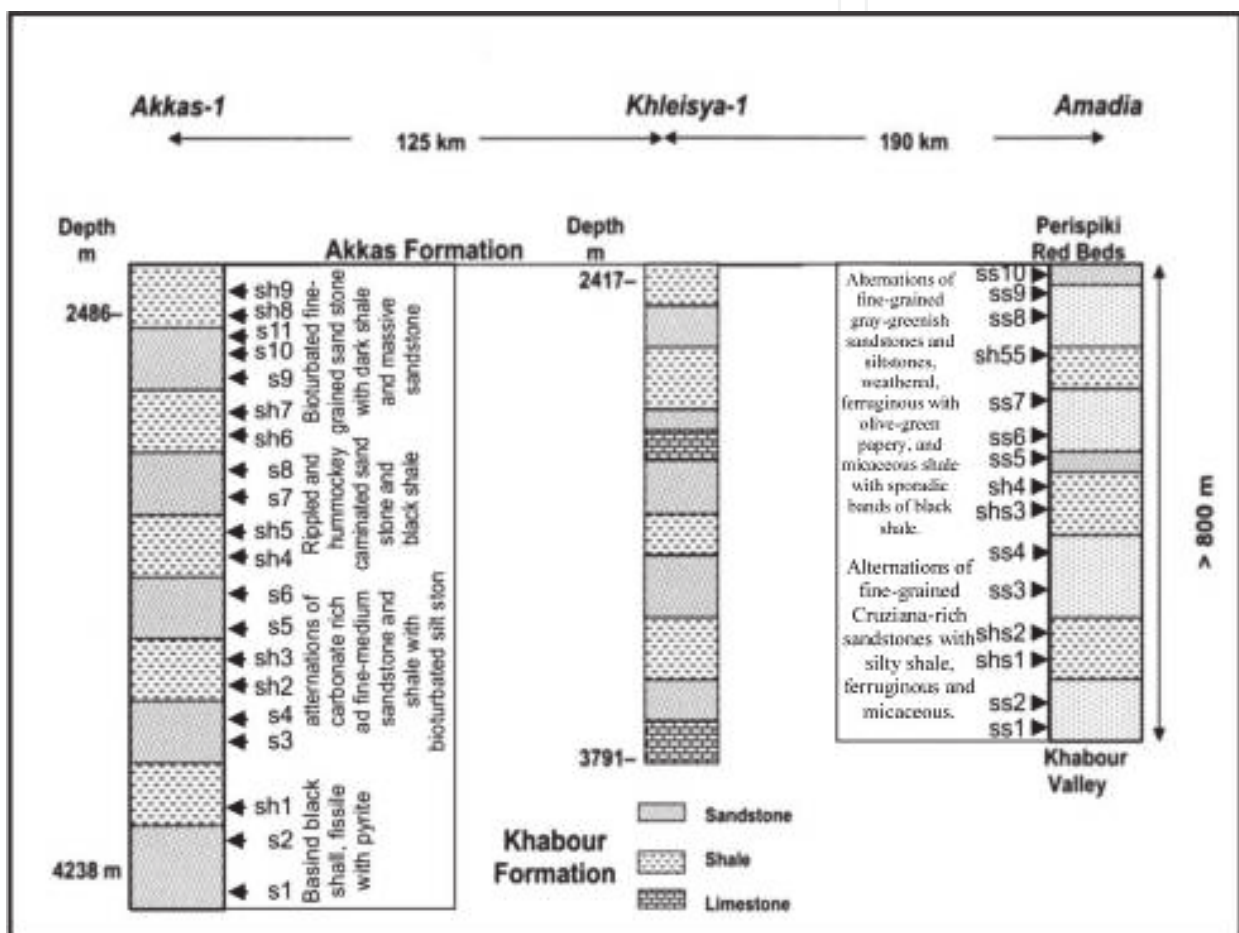 Akkas-1
Khleisya-1
Amadia
125 km
190 km
Depth
m
Akkas Formation
Depth
m
Perispiki
Red Beds
2486–
4238 m
sh9
sh8
s11
s10
s9
sh7
sh6
s8
s7
sh5
sh4
s6
s5
sh3
sh2
s4
s3
sh1
s2
s1
Bioturbated fine-
grained sand stone
with dark shale
and massive
sandstone
Rippled and
hummockey
caminated sand
stone and
black shale
atternations of
carbonate rich
ad fine-medium
sandstone and
shale with
bioturbated silt ston
Basind black
shall, fissile
with pyrite
2417–
3791–
Alternations of
fine-grained
gray-greenish
sandstones and
siltstones,
weathered,
ferruginous with
olive-green
papery, and
micaceous shale
with sporadic
bands of black
shale.
Alternations of
fine-grained
Cruziana-rich
sandstones with
silty shale,
ferruginous and
micaceous.
ss10
ss9
ss8
sh55
ss7
ss6
ss5
sh4
shs3
ss4
ss3
shs2
shs1
ss2
ss1
> 800 m
Khabour
Valley
Khabour
Formation
Sandstone
Shale
Limestone